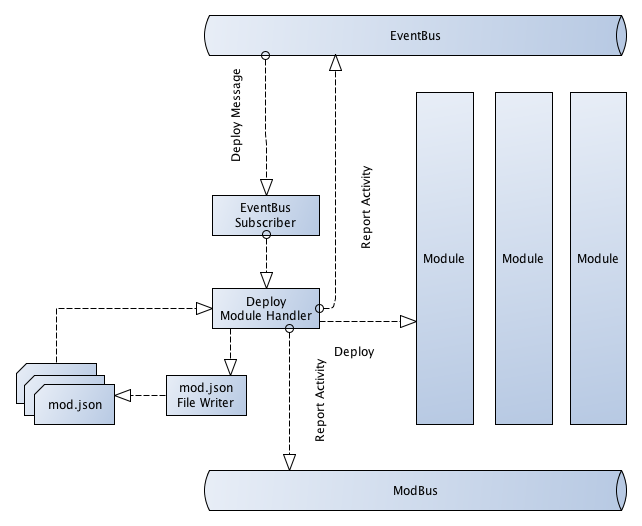 EventBus
Deploy Message
Report Activity
EventBus
Subscriber
Module
Module
Module
Deploy
Module Handler
Deploy
Report Activity
mod.json
File Writer
mod.json
ModBus